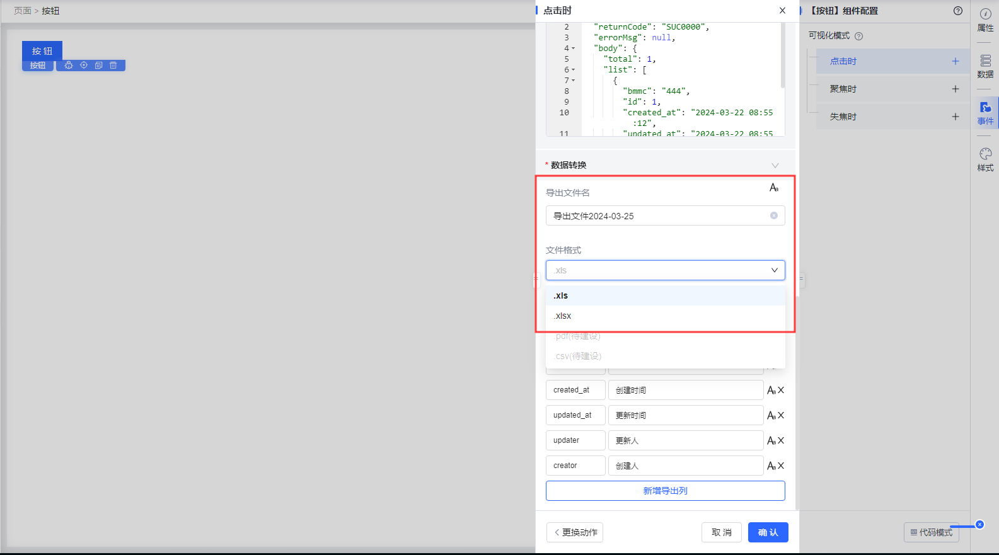 页面 > 按钮
按 钮
按钮
点击时
2 "returnCode": "SUC0000",
3 "errorMsg": null,
4 "body": {
5 "total": 1,
6 "list": [
7 {
8 "bmmc": "444",
9 "id": 1,
10 "created_at": "2024-03-22 08:55
:12",
11 "updated_at": "2024-03-22 08:55
* 数据转换
导出文件名
Aa
导出文件2024-03-25
文件格式
.xls
.xls
.xlsx
.pdf(待建设)
.csv(待建设)
created_at 创建时间 Aa X
updated_at 更新时间 Aa X
updater 更新人 Aa X
creator 创建人 Aa X
新增导出列
更换动作
取 消
确 认
【按钮】组件配置
可视化模式
点击时 +
聚焦时 +
失焦时 +
代码模式
属性
数据
事件
样式